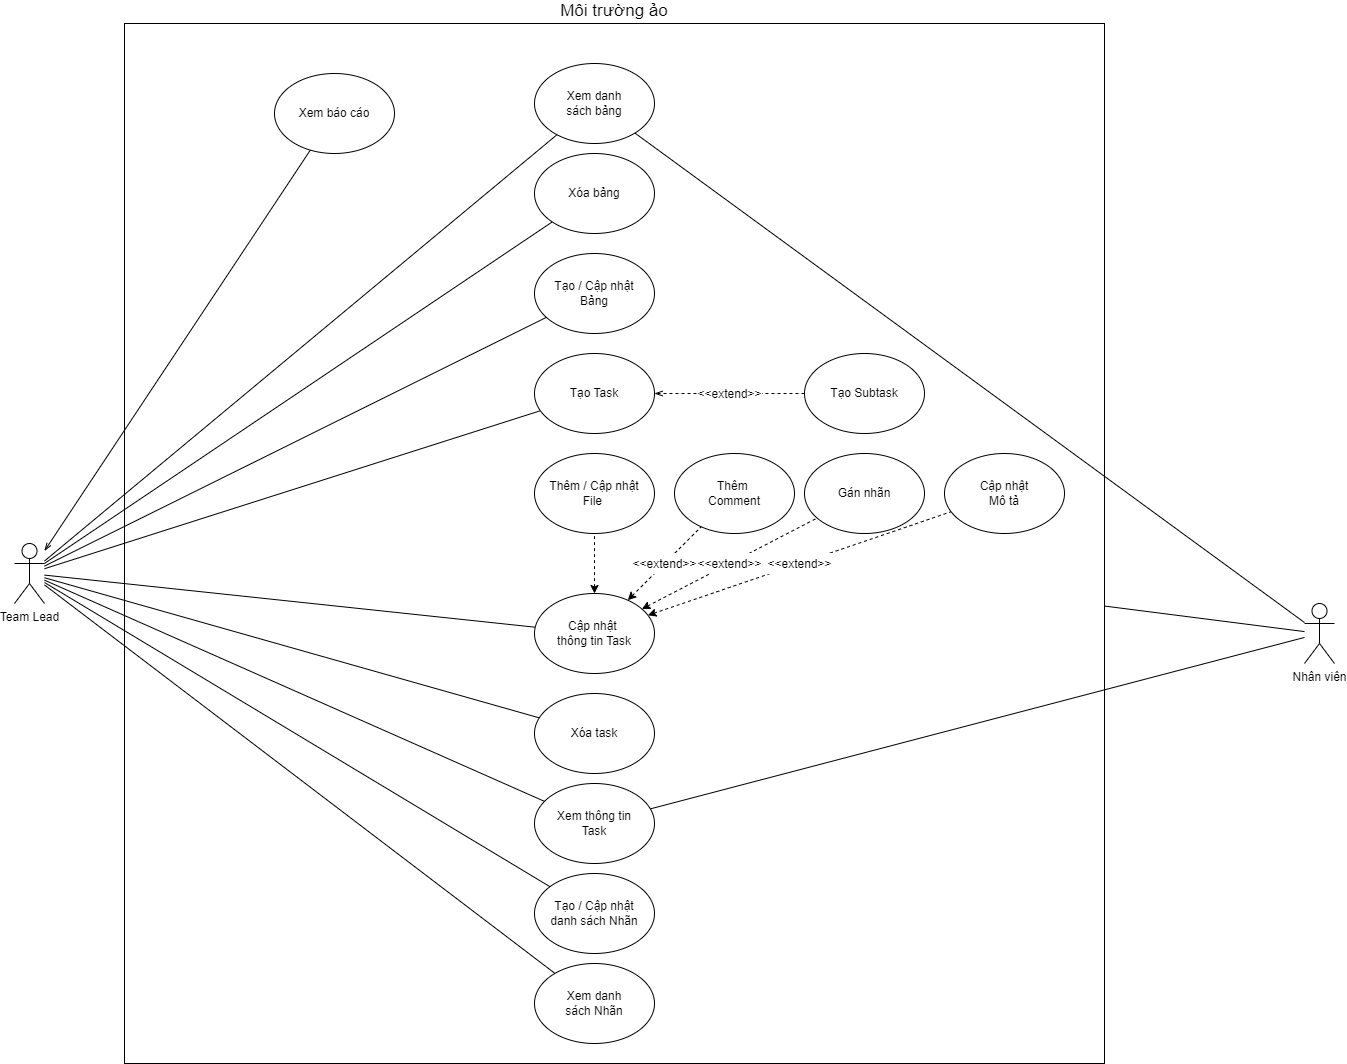 Môi trường ảo
Xem báo cáo
Xem danh
sách bảng
Xóa bảng
Tạo / Cập nhật
Bảng
Tạo Task
<<extend>>
Tạo Subtask
Thêm / Cập nhật
File
Thêm
Comment
Gán nhãn
Cập nhật
Mô tả
<<extend>>
<<extend>>
<<extend>>
Team Lead
Cập nhật
thông tin Task
Nhân viên
Xóa task
Xem thông tin
Task
Tạo / Cập nhật
danh sách Nhãn
Xem danh
sách Nhãn